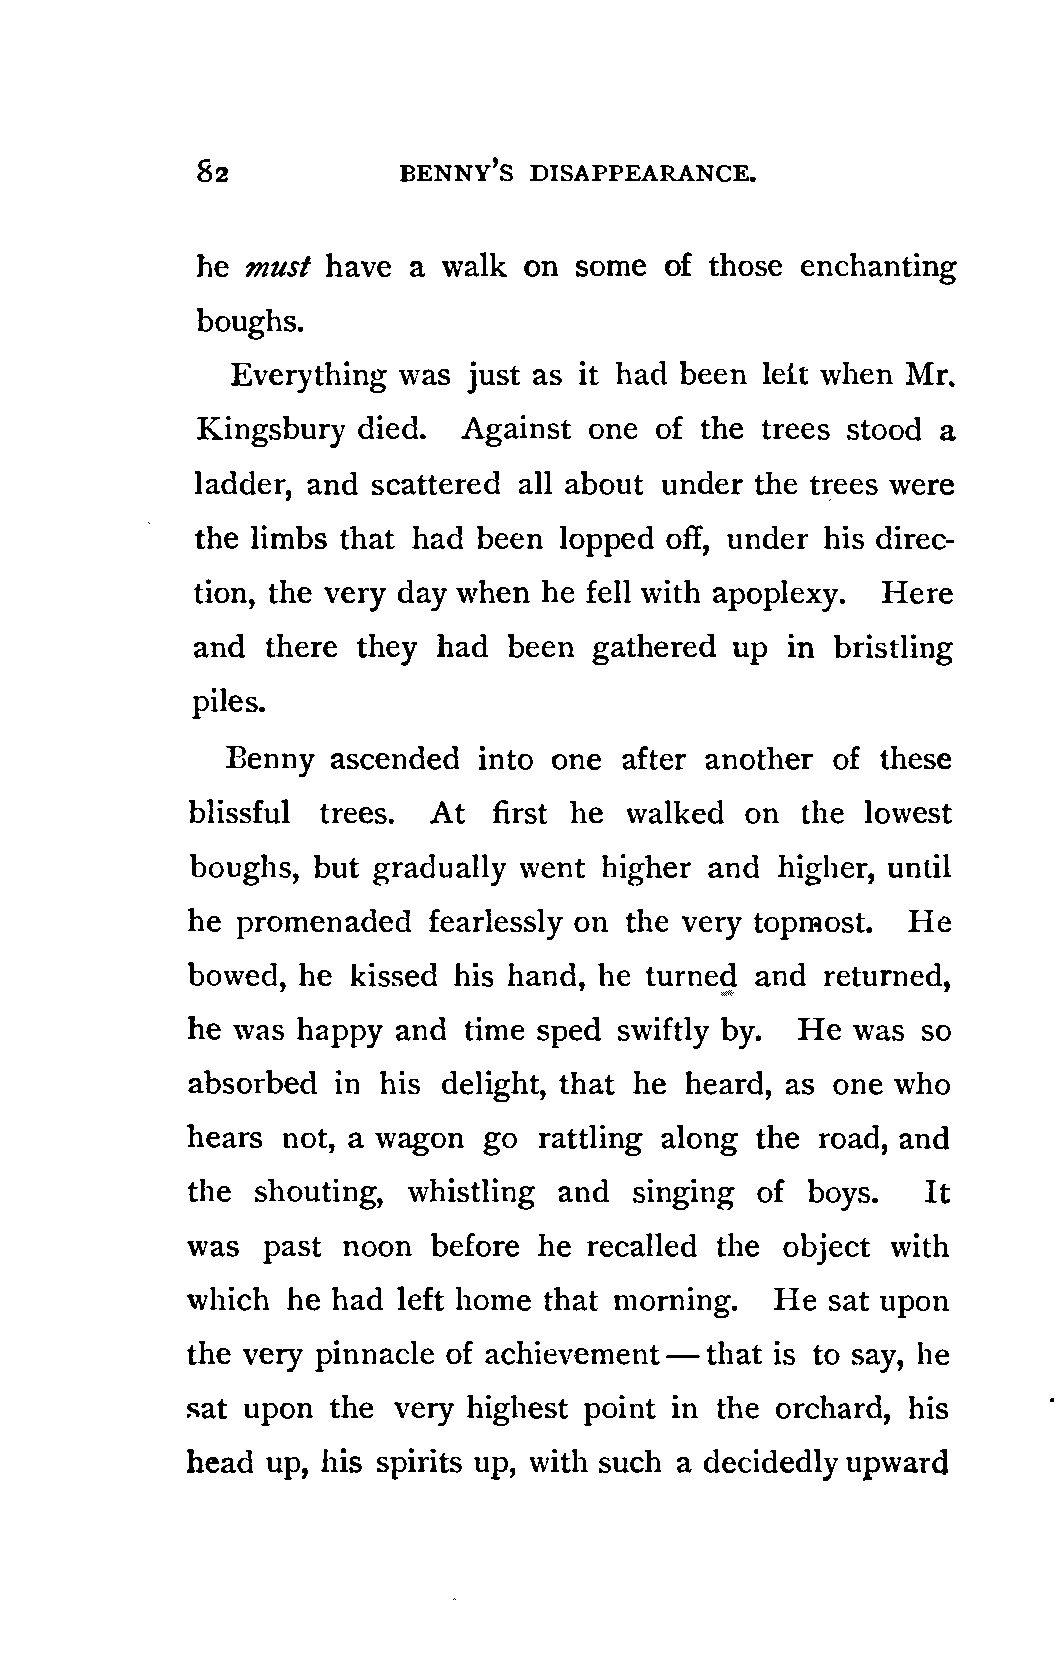 82 BENNY'S DISAPPEARANCE.
he must have a walk on some of those enchanting
boughs.
Everything was just as it had been left when Mr.
Kingsbury died. Against one of the trees stood a
ladder, and scattered all about under the trees were
the limbs that had been lopped off, under his direc-
tion, the very day when he fell with apoplexy. Here
and there they had been gathered up in bristling
piles.
Benny ascended into one after another of these
blissful trees. At first he walked on the lowest
boughs, but gradually went higher and higher, until
he promenaded fearlessly on the very topmost. He
bowed, he kissed his hand, he turned and returned,
he was happy and time sped swiftly by. He was so
absorbed in his delight, that he heard, as one who
hears not, a wagon go rattling along the road, and
the shouting, whistling and singing of boys. It
was past noon before he recalled the object with
which he had left home that morning. He sat upon
the very pinnacle of achievement — that is to say, he
sat upon the very highest point in the orchard, his
head up, his spirits up, with such a decidedly upward